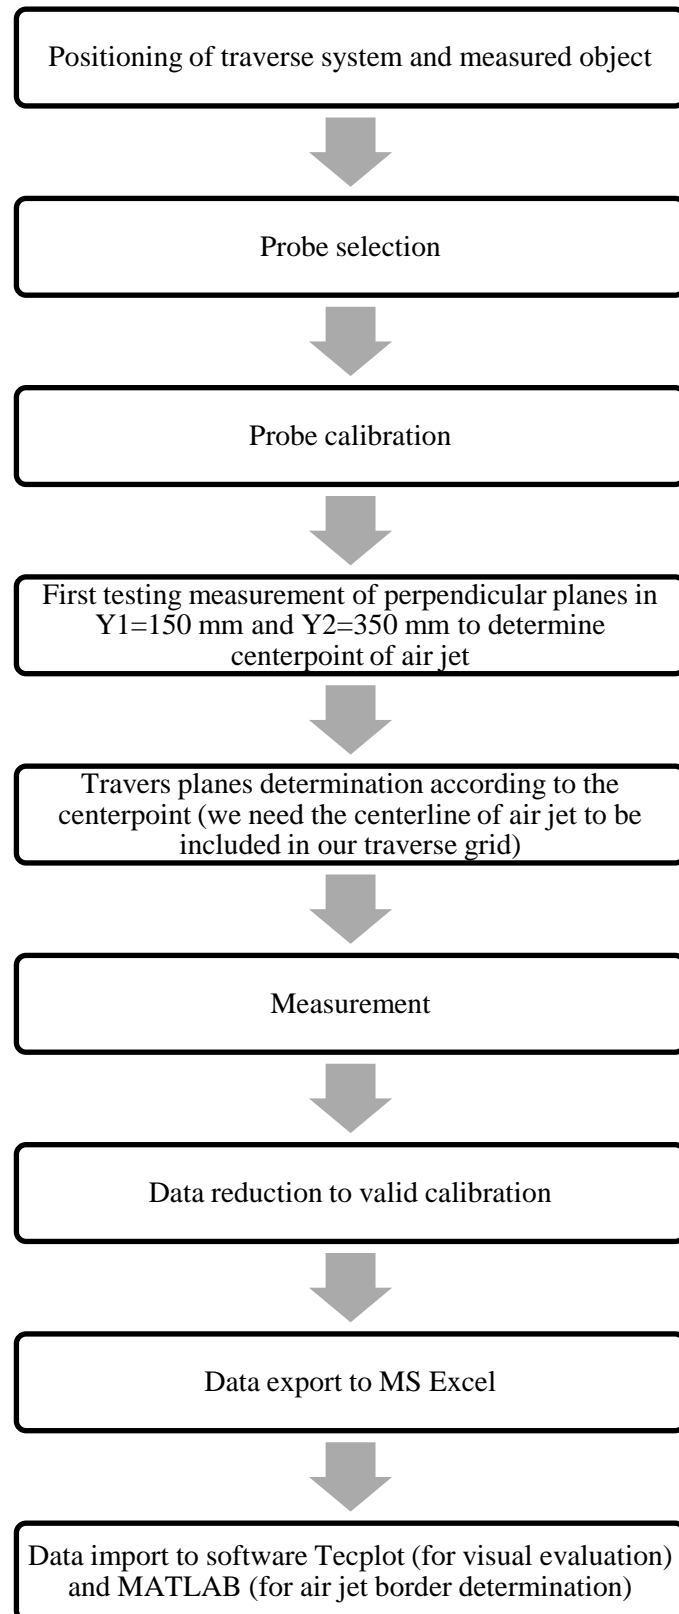 Positioning of traverse system and measured object
Probe selection
Probe calibration
First testing measurement of perpendicular planes in
Y1=150 mm and Y2=350 mm to determine
centerpoint of air jet
Travers planes determination according to the
centerpoint (we need the centerline of air jet to be
included in our traverse grid)
Measurement
Data reduction to valid calibration
Data export to MS Excel
Data import to software Tecplot (for visual evaluation)
and MATLAB (for air jet border determination)